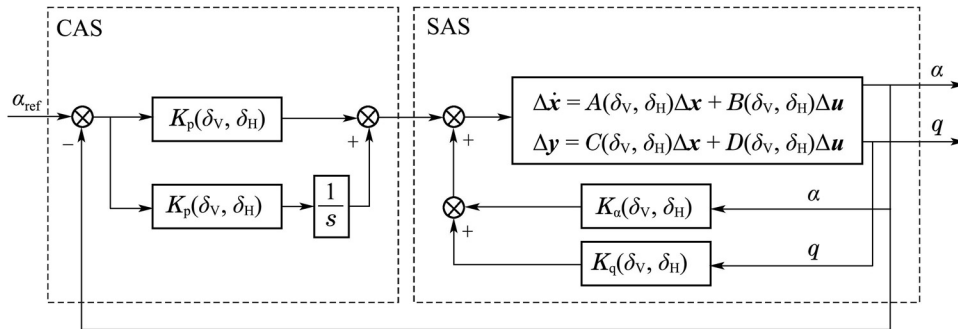 CAS
SAS
α_ref
−
K_p(δ_V, δ_H)
+
K_p(δ_V, δ_H)
1/s
+
Δẋ = A(δ_V, δ_H)Δx + B(δ_V, δ_H)Δu
Δy = C(δ_V, δ_H)Δx + D(δ_V, δ_H)Δu
α
q
K_α(δ_V, δ_H)
α
+
K_q(δ_V, δ_H)
q